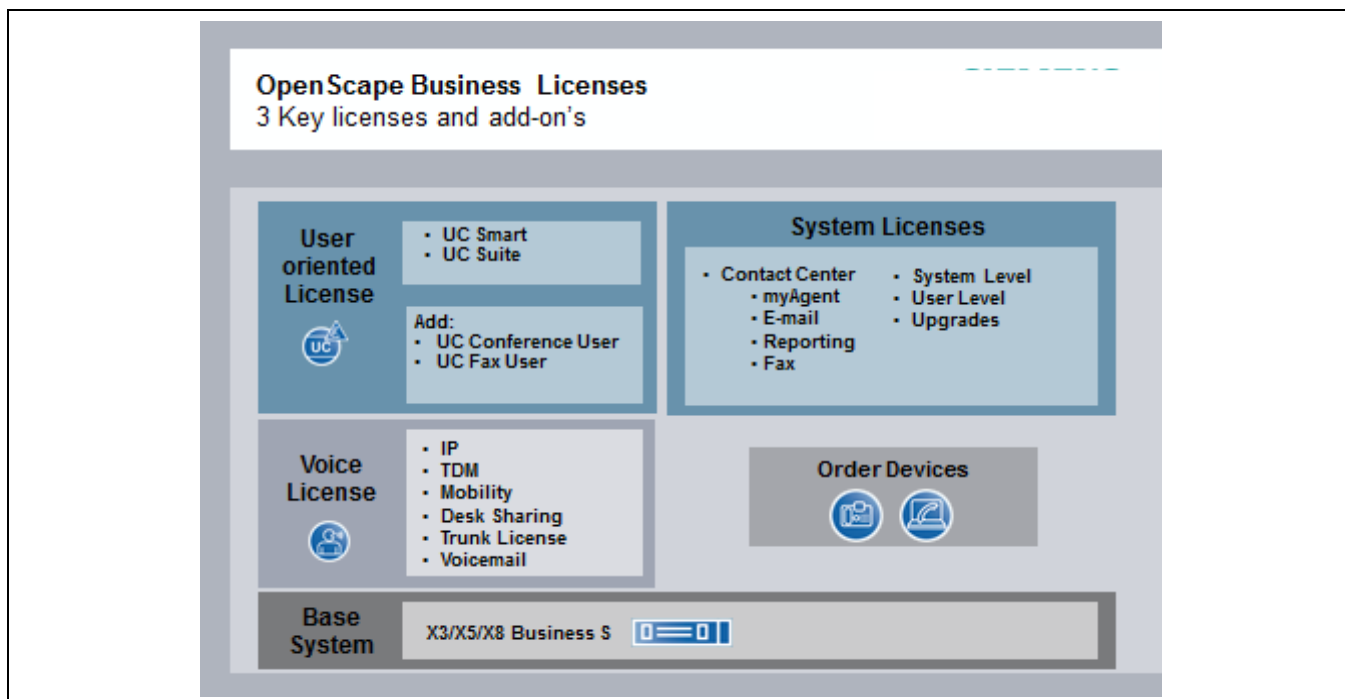 OpenScape Business Licenses
3 Key licenses and add-on's
User
oriented
License
UC
• UC Smart
• UC Suite
Add:
• UC Conference User
• UC Fax User
System Licenses
• Contact Center
• myAgent
• E-mail
• Reporting
• Fax
• System Level
• User Level
• Upgrades
Voice
License
• IP
• TDM
• Mobility
• Desk Sharing
• Trunk License
• Voicemail
Order Devices
Base
System
X3/X5/X8 Business S